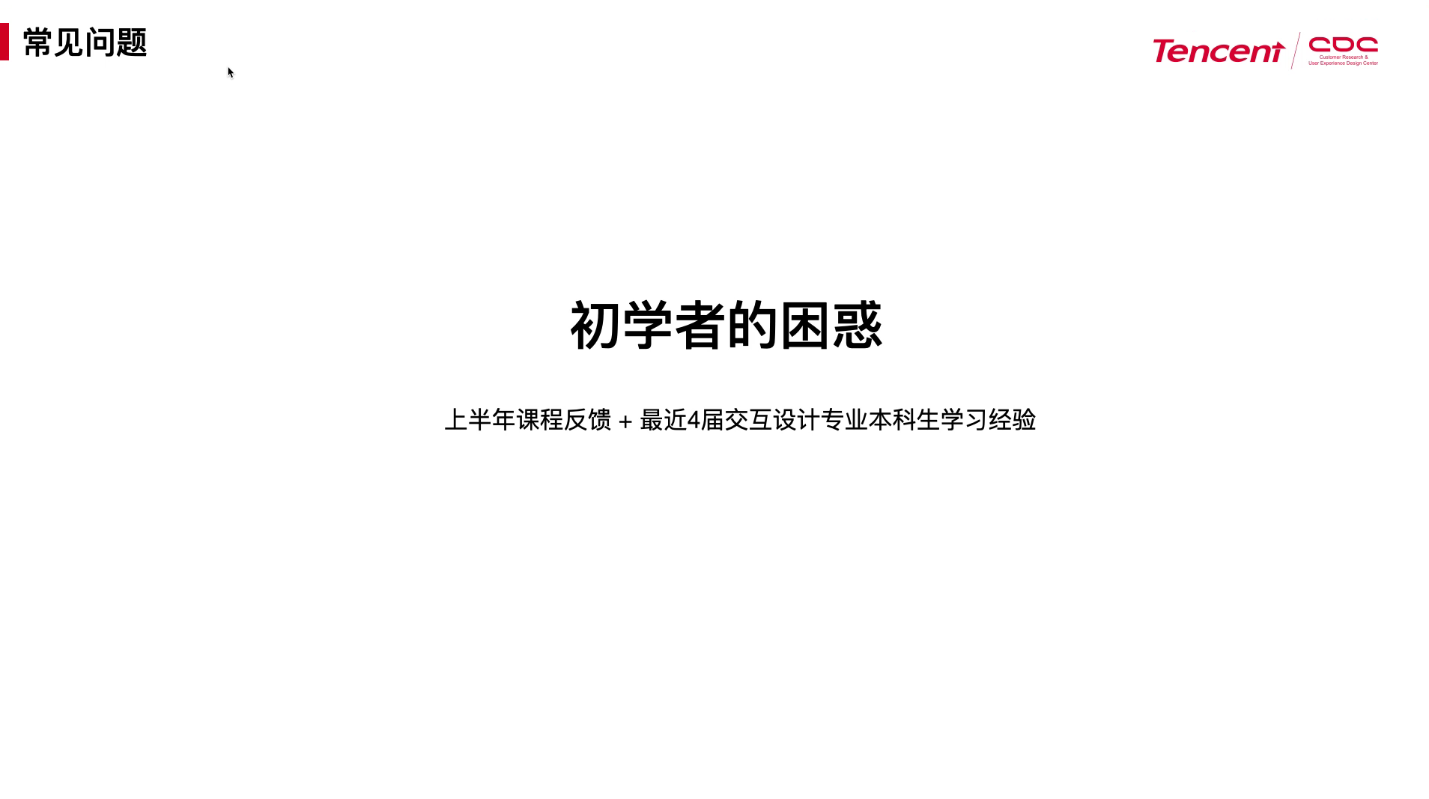 常见问题
Tencent
CDC
Customer Research &
User Experience Design Center
初学者的困惑
上半年课程反馈 + 最近4届交互设计专业本科生学习经验